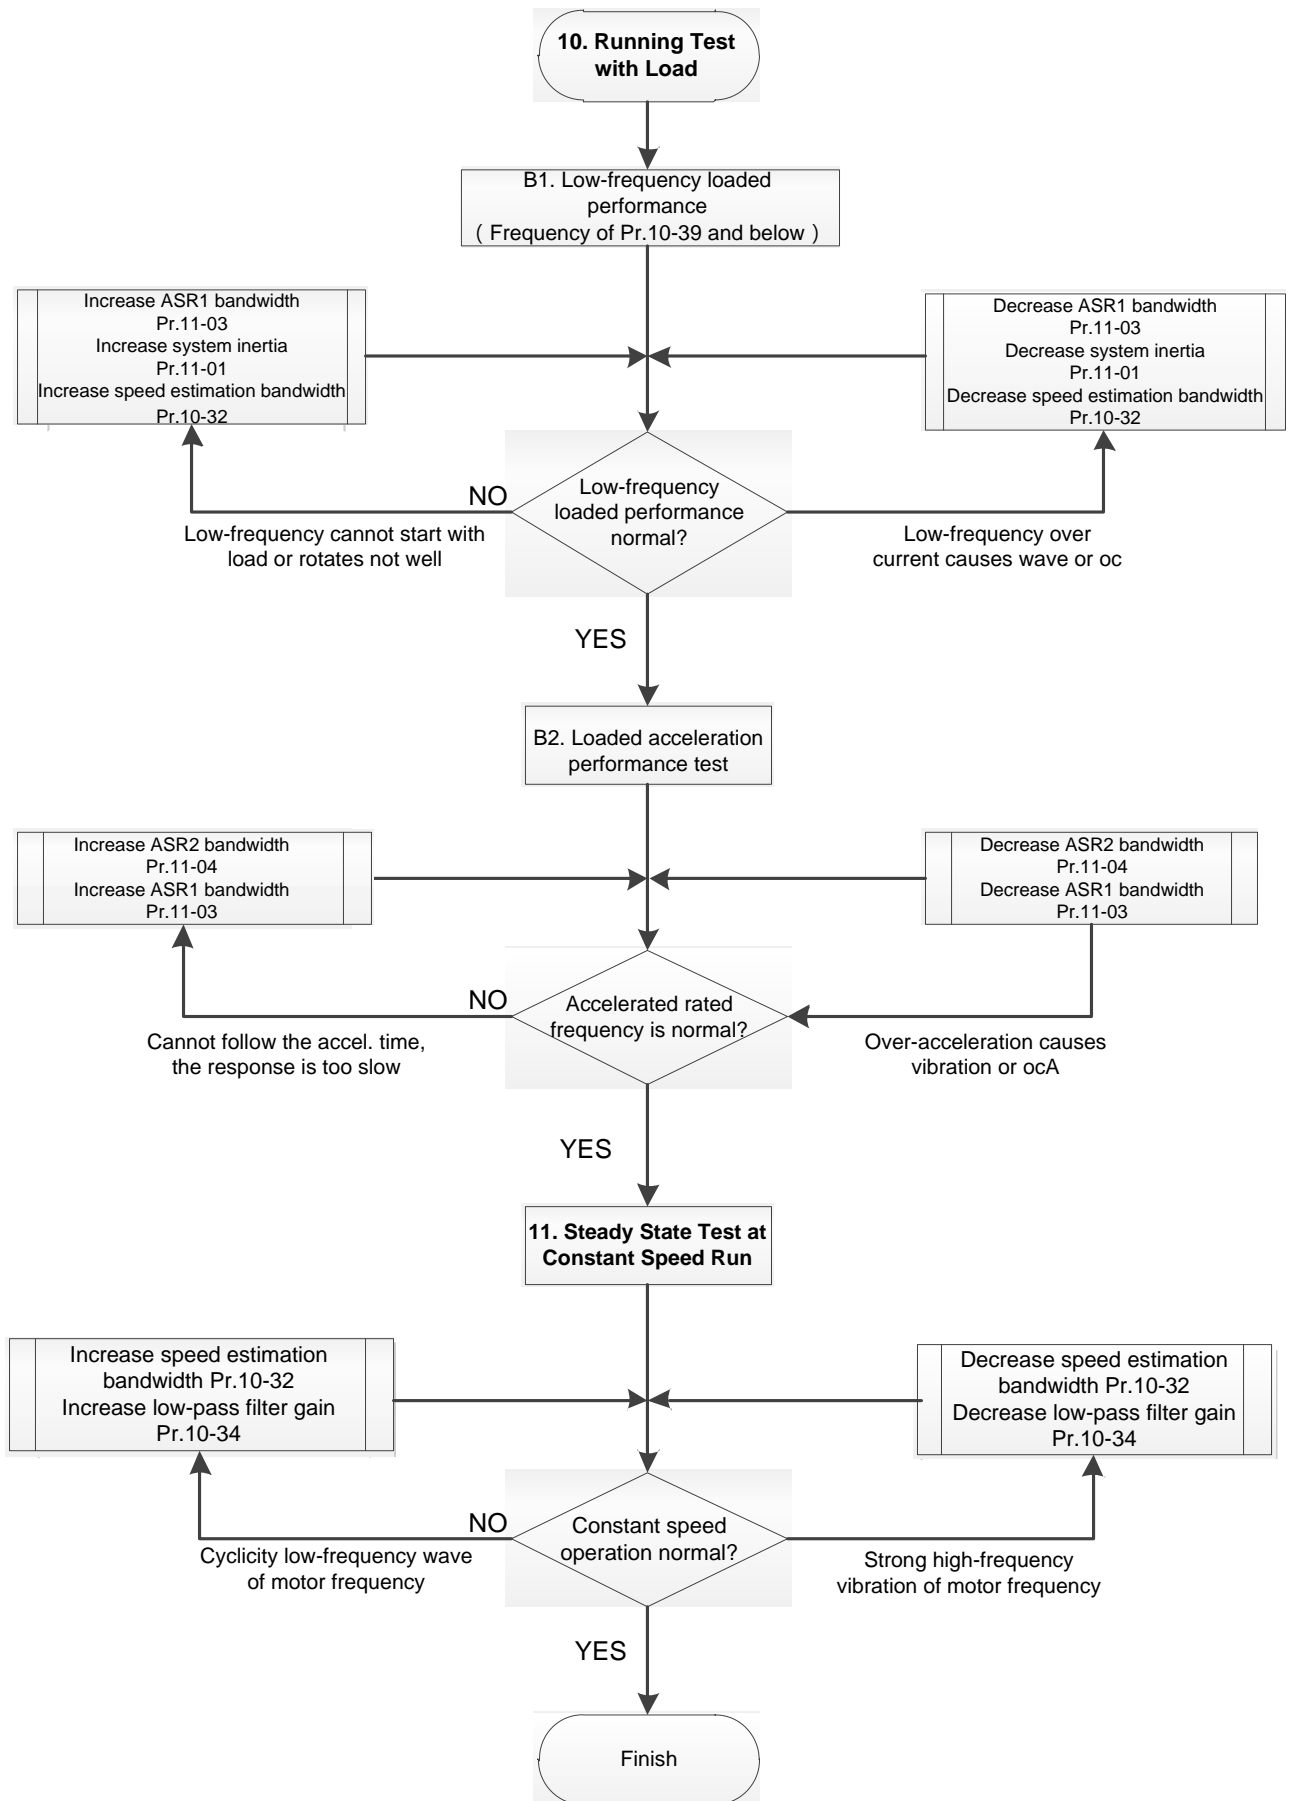 10. Running Test
with Load
B1. Low-frequency loaded
performance
( Frequency of Pr.10-39 and below )
Increase ASR1 bandwidth
Pr.11-03
Increase system inertia
Pr.11-01
Increase speed estimation bandwidth
Pr.10-32
Decrease ASR1 bandwidth
Pr.11-03
Decrease system inertia
Pr.11-01
Decrease speed estimation bandwidth
Pr.10-32
Low-frequency
loaded performance
normal?
NO
Low-frequency cannot start with
load or rotates not well
Low-frequency over
current causes wave or oc
YES
B2. Loaded acceleration
performance test
Increase ASR2 bandwidth
Pr.11-04
Increase ASR1 bandwidth
Pr.11-03
Decrease ASR2 bandwidth
Pr.11-04
Decrease ASR1 bandwidth
Pr.11-03
NO
Accelerated rated
frequency is normal?
Cannot follow the accel. time,
the response is too slow
Over-acceleration causes
vibration or ocA
YES
11. Steady State Test at
Constant Speed Run
Increase speed estimation
bandwidth Pr.10-32
Increase low-pass filter gain
Pr.10-34
Decrease speed estimation
bandwidth Pr.10-32
Decrease low-pass filter gain
Pr.10-34
NO
Constant speed
operation normal?
Cyclicity low-frequency wave
of motor frequency
Strong high-frequency
vibration of motor frequency
YES
Finish